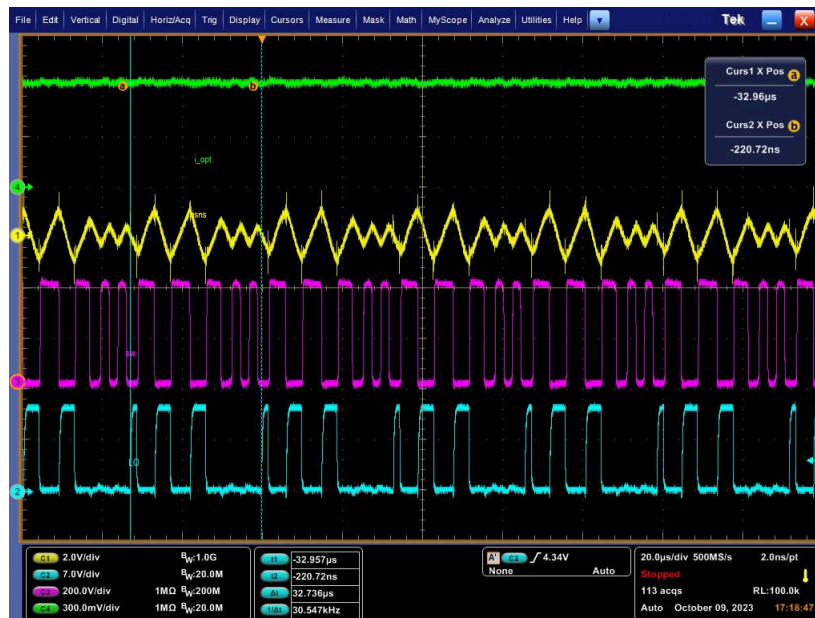 File Edit Vertical Digital Horiz/Acq Trig Display Cursors Measure Mask Math MyScope Analyze Utilities Help Tek X
Curs1 X Pos a
-32.96µs
Curs2 X Pos b
-220.72ns
a b
i_opt
4
1
3
sw
LO
2
C1 2.0V/div BW:1.0G
C2 7.0V/div BW:20.0M
C3 200.0V/div 1MΩ BW:200M
C4 300.0mV/div 1MΩ BW:20.0M
t1 -32.957µs
t2 -220.72ns
Δt 32.736µs
1/Δt 30.547kHz
A' C2 4.34V
None Auto
20.0µs/div 500MS/s 2.0ns/pt
Stopped
113 acqs RL:100.0k
Auto October 09, 2023 17:18:47